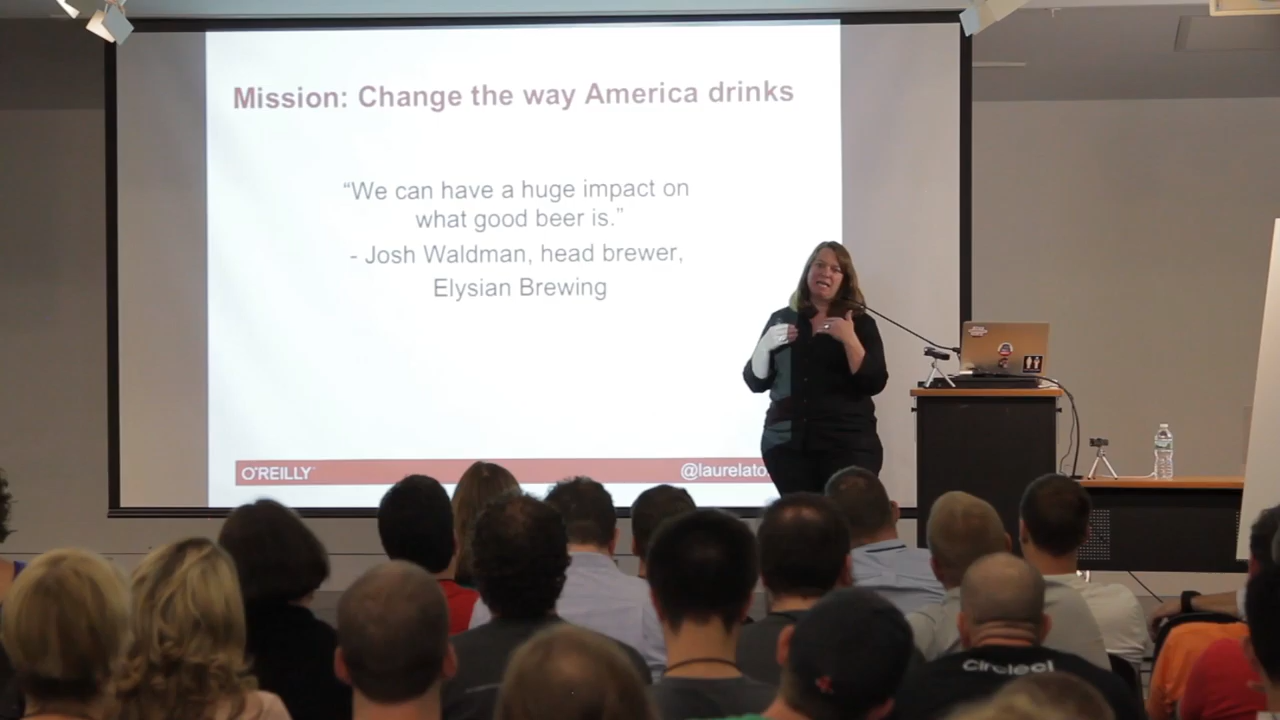 Mission: Change the way America drinks
“We can have a huge impact on
what good beer is.”
- Josh Waldman, head brewer,
Elysian Brewing
O'REILLY
@laurelato
circleci